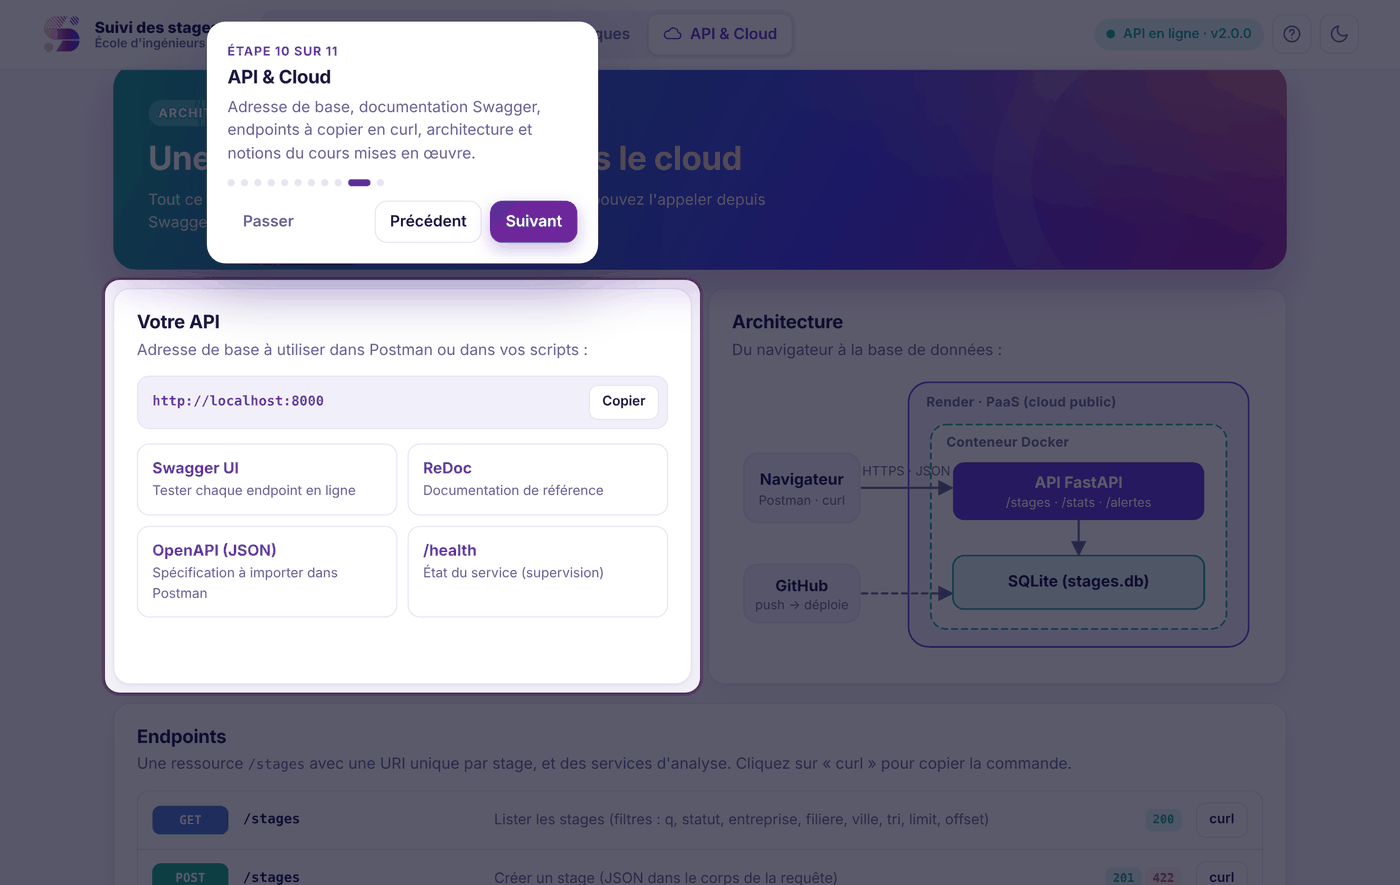 Suivi des stages
École d'ingénieurs
ques
API & Cloud
API en ligne · v2.0.0
ÉTAPE 10 SUR 11
API & Cloud
Adresse de base, documentation Swagger,
endpoints à copier en curl, architecture et
notions du cours mises en œuvre.
Passer
Précédent
Suivant
ARCHI
Une
s le cloud
Tout ce
ouvez l'appeler depuis
Swagge
Votre API
Adresse de base à utiliser dans Postman ou dans vos scripts :
http://localhost:8000
Copier
Swagger UI
Tester chaque endpoint en ligne
ReDoc
Documentation de référence
OpenAPI (JSON)
Spécification à importer dans
Postman
/health
État du service (supervision)
Architecture
Du navigateur à la base de données :
Render · PaaS (cloud public)
Conteneur Docker
Navigateur
Postman · curl
HTTPS · JSON
API FastAPI
/stages · /stats · /alertes
GitHub
push → déploie
SQLite (stages.db)
Endpoints
Une ressource /stages avec une URI unique par stage, et des services d'analyse. Cliquez sur « curl » pour copier la commande.
GET /stages Lister les stages (filtres : q, statut, entreprise, filiere, ville, tri, limit, offset) 200 curl
POST /stages Créer un stage (JSON dans le corps de la requête) 201 422 curl